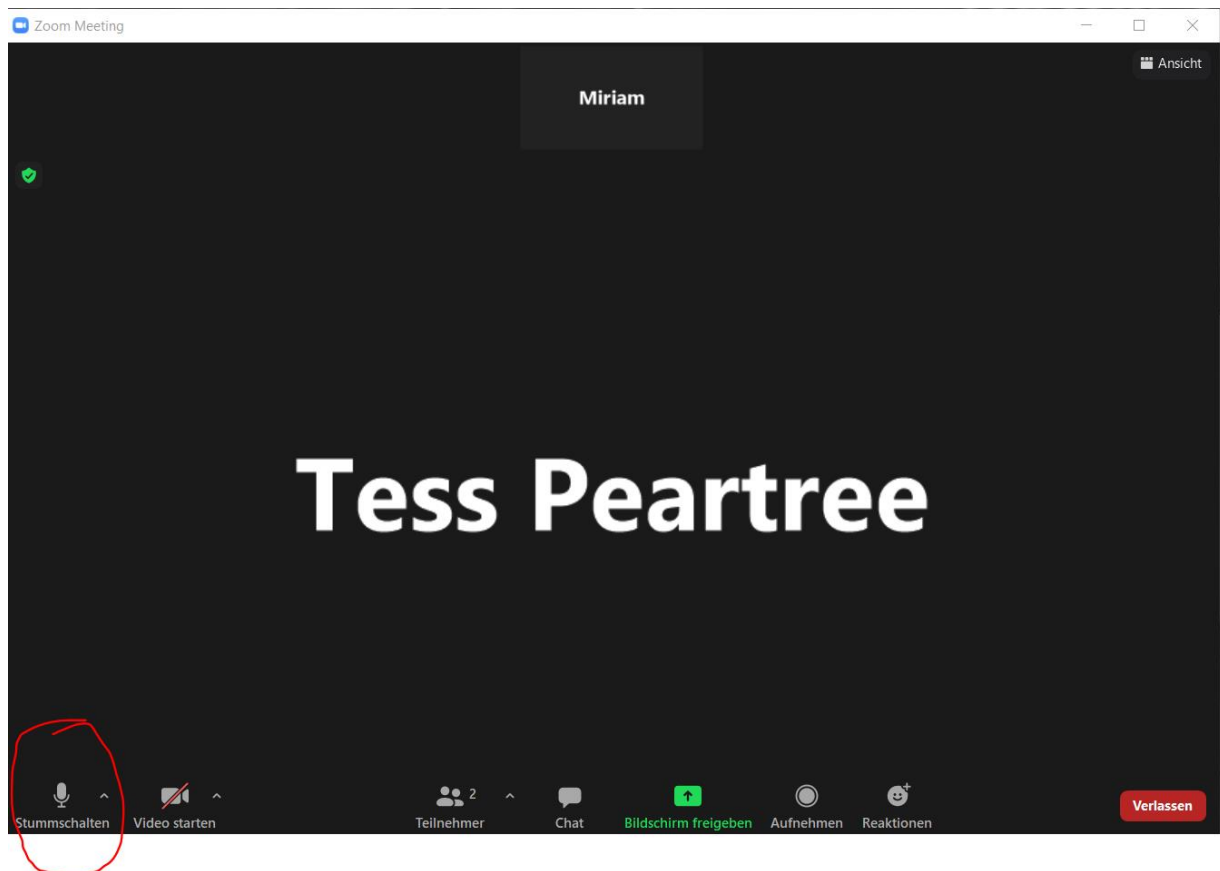 Zoom Meeting
Ansicht
Miriam
Tess Peartree
2
Stummschalten Video starten Teilnehmer Chat Bildschirm freigeben Aufnehmen Reaktionen Verlassen